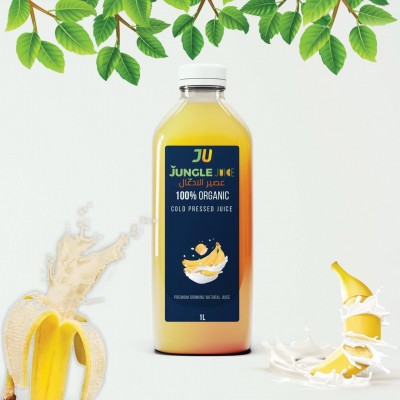 JU
JUNGLE JUICE
عصير الادغال
100% ORGANIC
COLD PRESSED JUICE
PREMIUM DRINKING NATURAL JUICE
1L